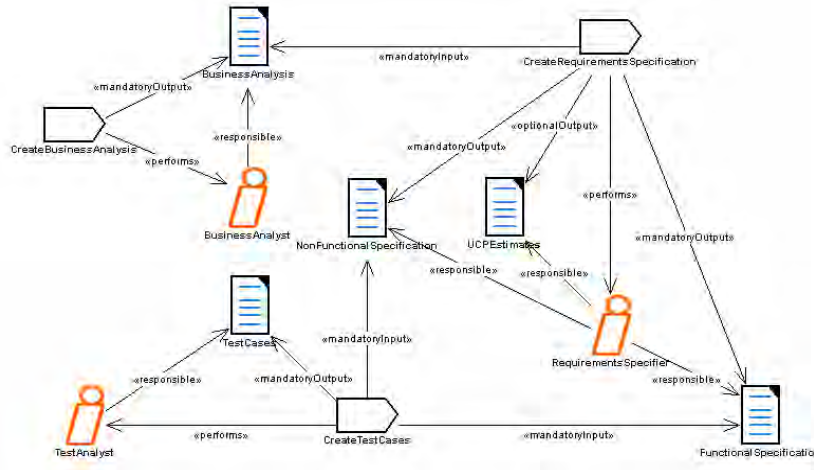 «mandatoryInput»
CreateRequirementsSpecification
BusinessAnalysis
«mandatoryOutput»
«optionalOutput»
«responsible»
«mandatoryOutput»
CreateBusinessAnalysis
«performs»
«performs»
BusinessAnalyst
NonFunctionalSpecification
UCPEstimates
«mandatoryOutput»
«responsible»
«responsible»
«mandatoryInput»
TestCases
RequirementsSpecifier
«responsible»
«mandatoryOutput»
«responsible»
«performs»
«mandatoryInput»
TestAnalyst
CreateTestCases
FunctionalSpecificatio